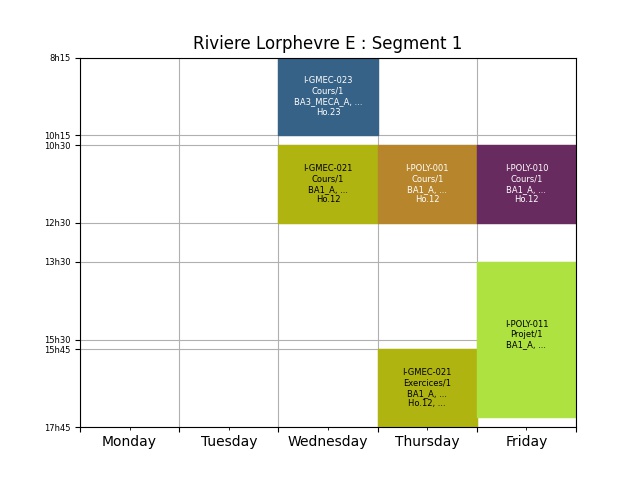 Riviere Lorphevre E : Segment 1
8h15
10h15
10h30
12h30
13h30
15h30
15h45
17h45
I-GMEC-023
Cours/1
BA3_MECA_A, ...
Ho.23
I-GMEC-021
Cours/1
BA1_A, ...
Ho.12
I-POLY-001
Cours/1
BA1_A, ...
Ho.12
I-POLY-010
Cours/1
BA1_A, ...
Ho.12
I-POLY-011
Projet/1
BA1_A, ...
I-GMEC-021
Exercices/1
BA1_A, ...
Ho.12, ...
Monday
Tuesday
Wednesday
Thursday
Friday